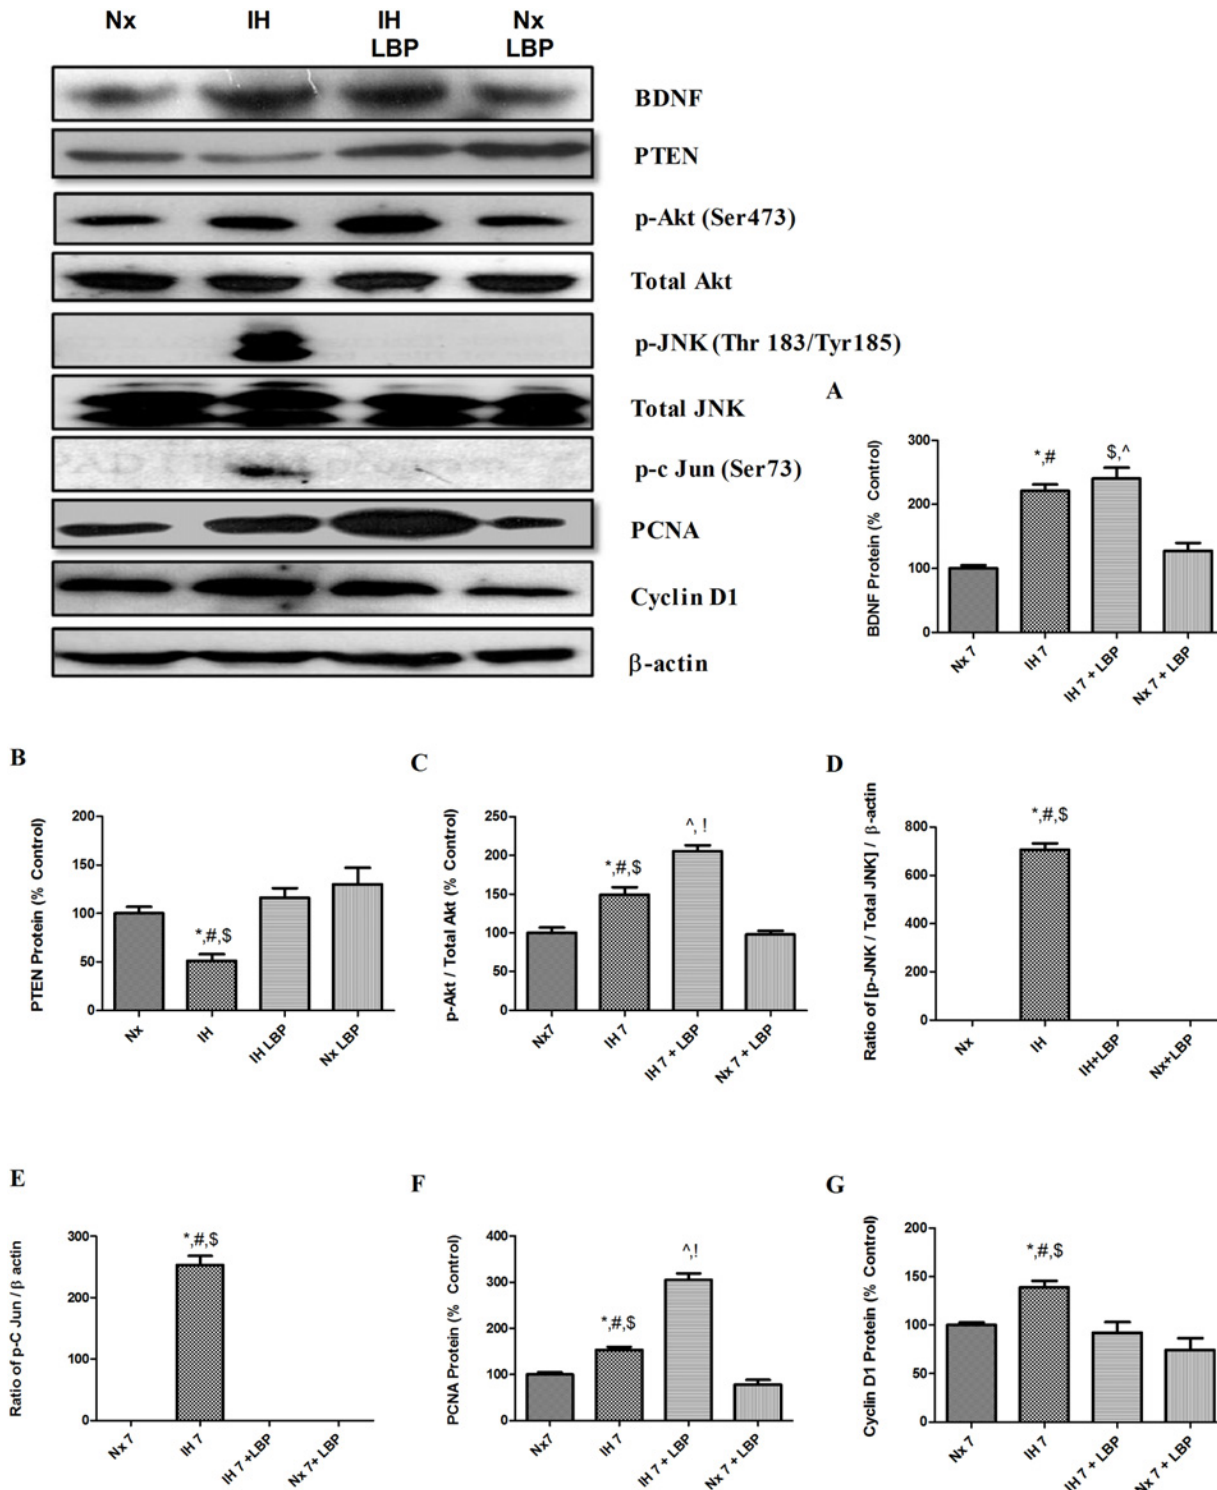 Nx IH IH LBP Nx LBP
BDNF
PTEN
p-Akt (Ser473)
Total Akt
p-JNK (Thr 183/Tyr185)
Total JNK
p-c Jun (Ser73)
PCNA
Cyclin D1
β-actin
A
BDNF Protein (% Control)
300
200
100
0
*,#
$,^
Nx 7
IH 7
IH 7 + LBP
Nx 7 + LBP
B
PTEN Protein (% Control)
200
150
100
50
0
*,#,$
Nx
IH
IH LBP
Nx LBP
C
p-Akt / Total Akt (% Control)
250
200
150
100
50
0
*,#,$
^, !
Nx7
IH 7
IH 7 + LBP
Nx 7 + LBP
D
Ratio of [p-JNK / Total JNK] / β-actin
800
600
400
200
0
*,#,$
Nx
IH
IH+LBP
Nx+LBP
E
Ratio of p-C Jun / β actin
300
200
100
0
*,#,$
Nx 7
IH 7
IH 7 +LBP
Nx 7+ LBP
F
PCNA Protein (% Control)
400
300
200
100
0
*,#,$
^,!
Nx7
IH 7
IH 7 + LBP
Nx 7 + LBP
G
Cyclin D1 Protein (% Control)
200
150
100
50
0
*,#,$
Nx 7
IH 7
IH 7 + LBP
Nx 7 + LBP